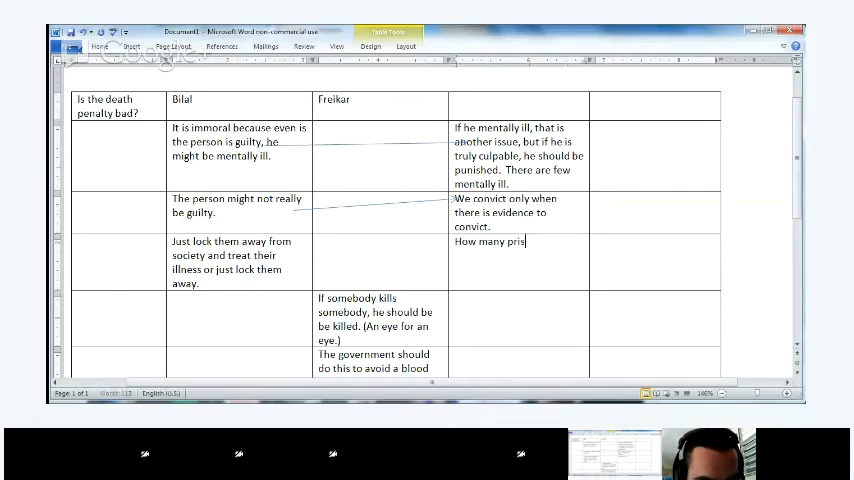 Document1 - Microsoft Word non-commercial use
Table Tools
Home Insert Page Layout References Mailings Review View Design Layout
Is the death
penalty bad?
Bilal
Freikar
It is immoral because even is
the person is guilty, he
might be mentally ill.
If he mentally ill, that is
another issue, but if he is
truly culpable, he should be
punished. There are few
mentally ill.
The person might not really
be guilty.
We convict only when
there is evidence to
convict.
Just lock them away from
society and treat their
illness or just lock them
away.
How many pris
If somebody kills
somebody, he should be
be killed. (An eye for an
eye.)
The government should
do this to avoid a blood
Page: 1 of 1 Words: 113 English (U.S.) 140%